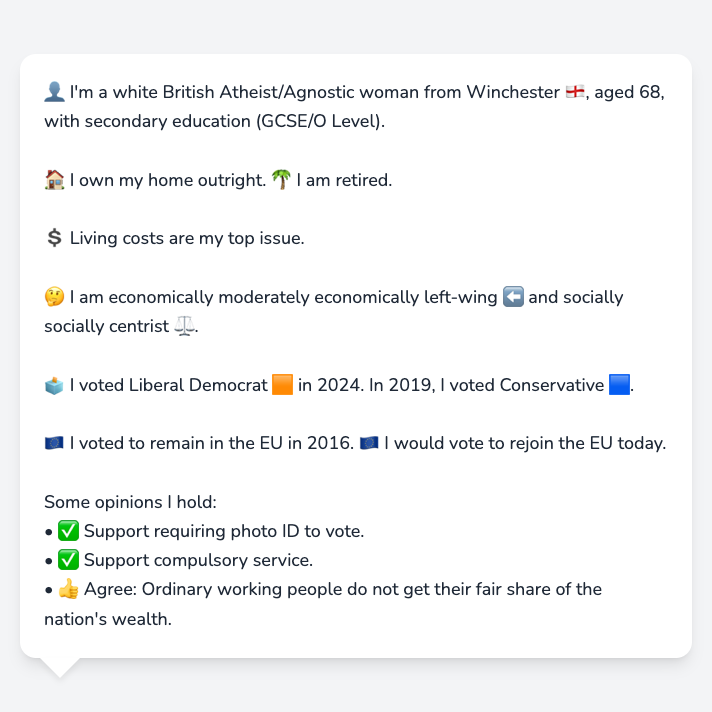 👤 I'm a white British Atheist/Agnostic woman from Winchester 🏴󠁧󠁢󠁥󠁮󠁧󠁿, aged 68,
with secondary education (GCSE/O Level).
🏠 I own my home outright. 🌴 I am retired.
💲 Living costs are my top issue.
🤔 I am economically moderately economically left-wing ⬅️ and socially
socially centrist ⚖️.
🗳️ I voted Liberal Democrat 🟧 in 2024. In 2019, I voted Conservative 🟦.
🇪🇺 I voted to remain in the EU in 2016. 🇪🇺 I would vote to rejoin the EU today.
Some opinions I hold:
• ✅ Support requiring photo ID to vote.
• ✅ Support compulsory service.
• 👍 Agree: Ordinary working people do not get their fair share of the
nation's wealth.